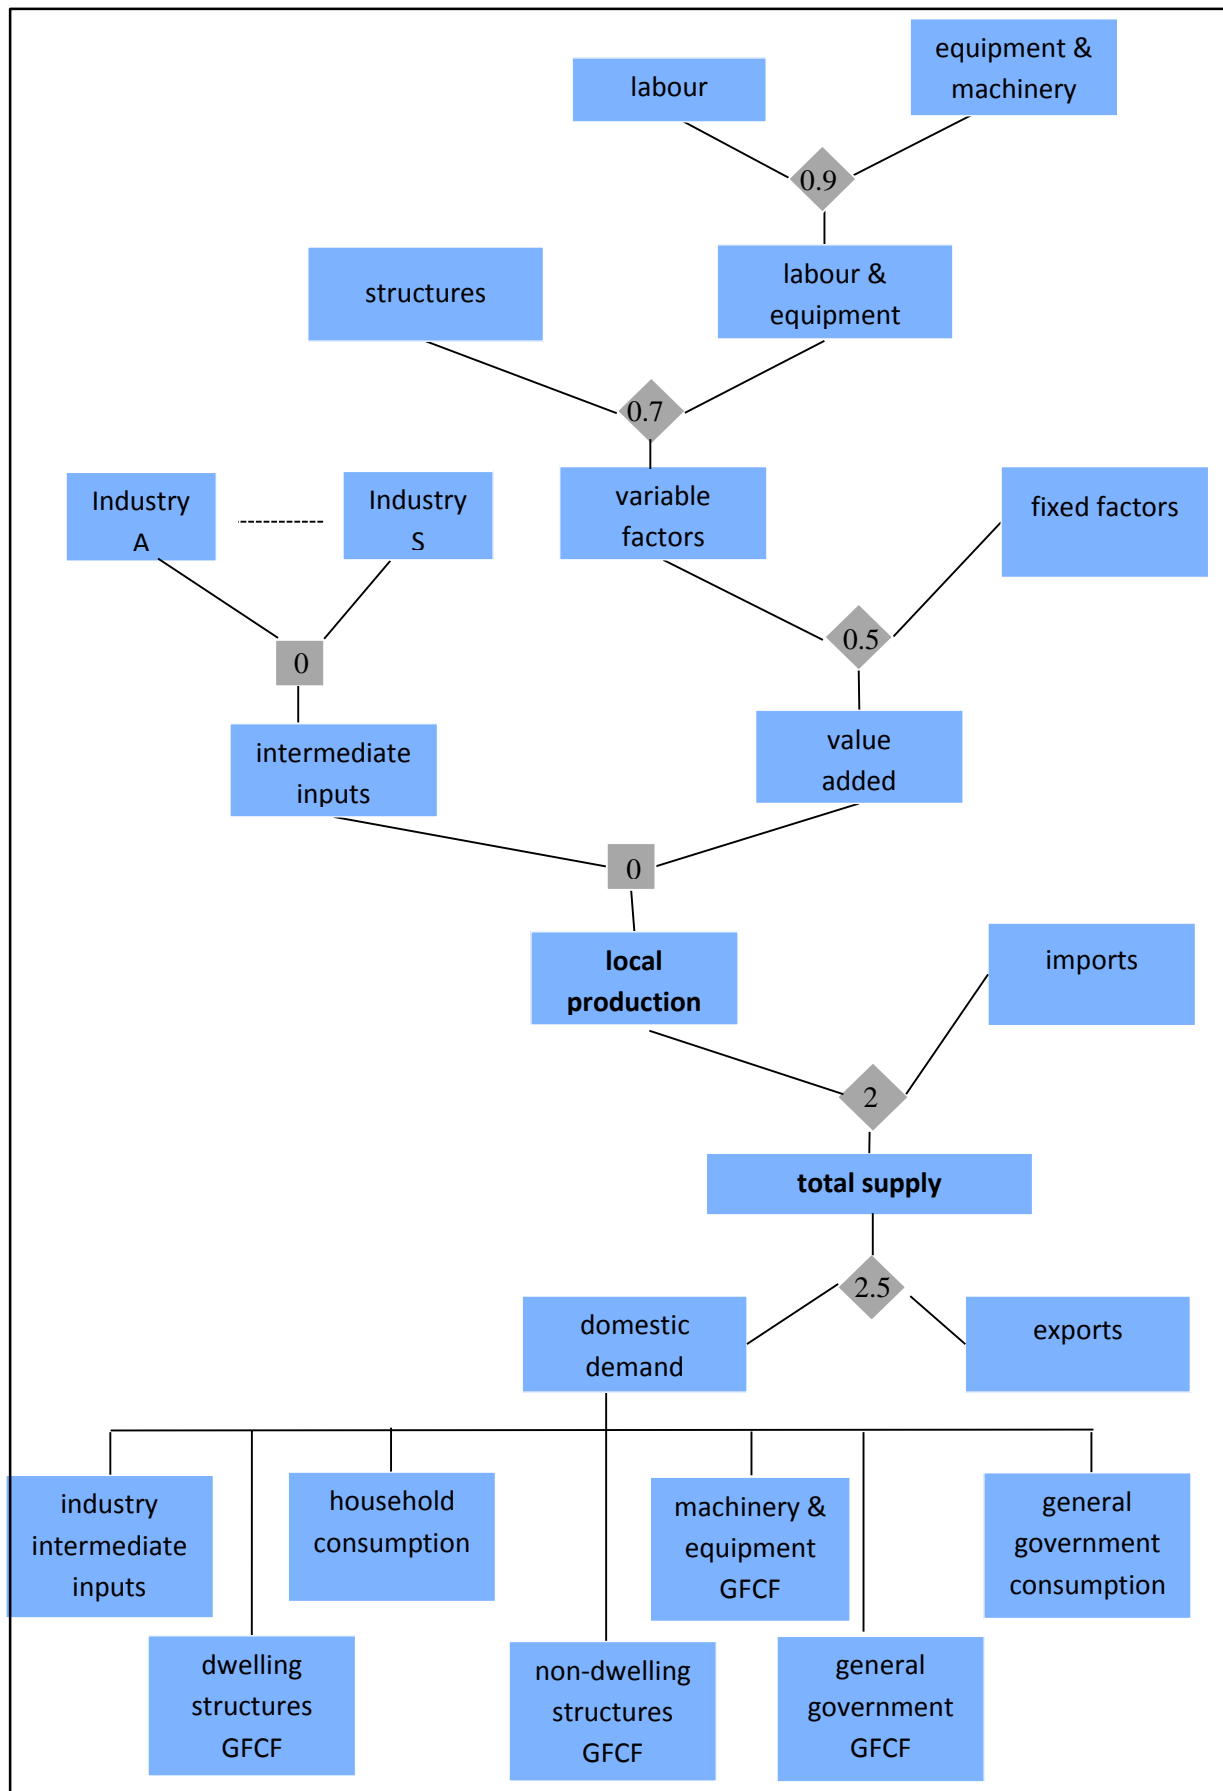 labour
equipment &
machinery
0.9
structures
labour &
equipment
0.7
Industry
A
Industry
S
variable
factors
fixed factors
0
0.5
intermediate
inputs
value
added
0
local
production
imports
2
total supply
2.5
domestic
demand
exports
industry
intermediate
inputs
household
consumption
machinery &
equipment
GFCF
general
government
consumption
dwelling
structures
GFCF
non-dwelling
structures
GFCF
general
government
GFCF